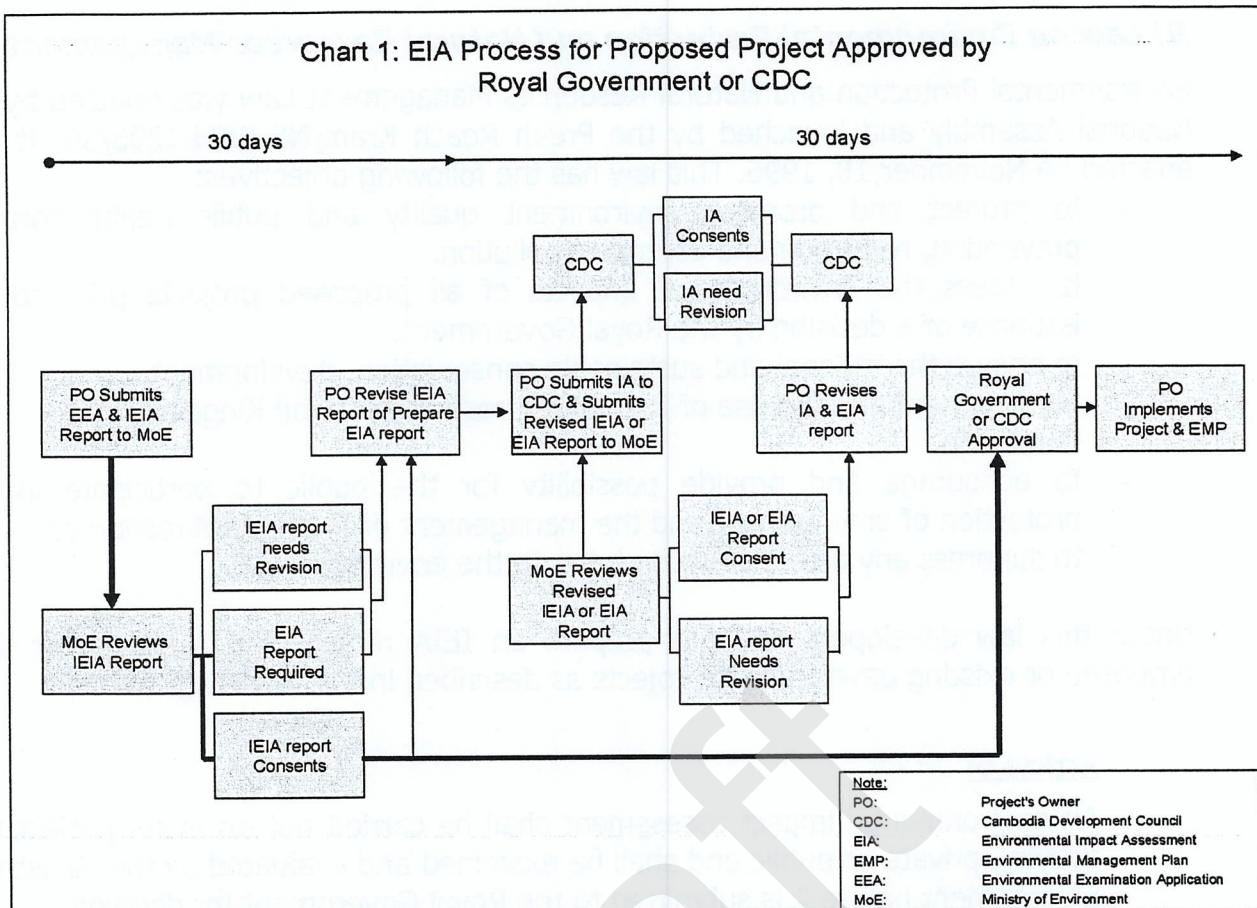 Chart 1: EIA Process for Proposed Project Approved by
Royal Government or CDC
30 days
30 days
CDC
IA
Consents
IA need
Revision
CDC
PO Submits
EEA & IEIA
Report to MoE
PO Revise IEIA
Report of Prepare
EIA report
PO Submits IA to
CDC & Submits
Revised IEIA or
EIA Report to MoE
PO Revises
IA & EIA
report
Royal
Government
or CDC
Approval
PO
Implements
Project & EMP
MoE Reviews
IEIA Report
IEIA report
needs
Revision
EIA
Report
Required
IEIA report
Consents
MoE Reviews
Revised
IEIA or EIA
Report
IEIA or EIA
Report
Consent
EIA report
Needs
Revision
Note:
PO: Project's Owner
CDC: Cambodia Development Council
EIA: Environmental Impact Assessment
EMP: Environmental Management Plan
EEA: Environmental Examination Application
MoE: Ministry of Environment